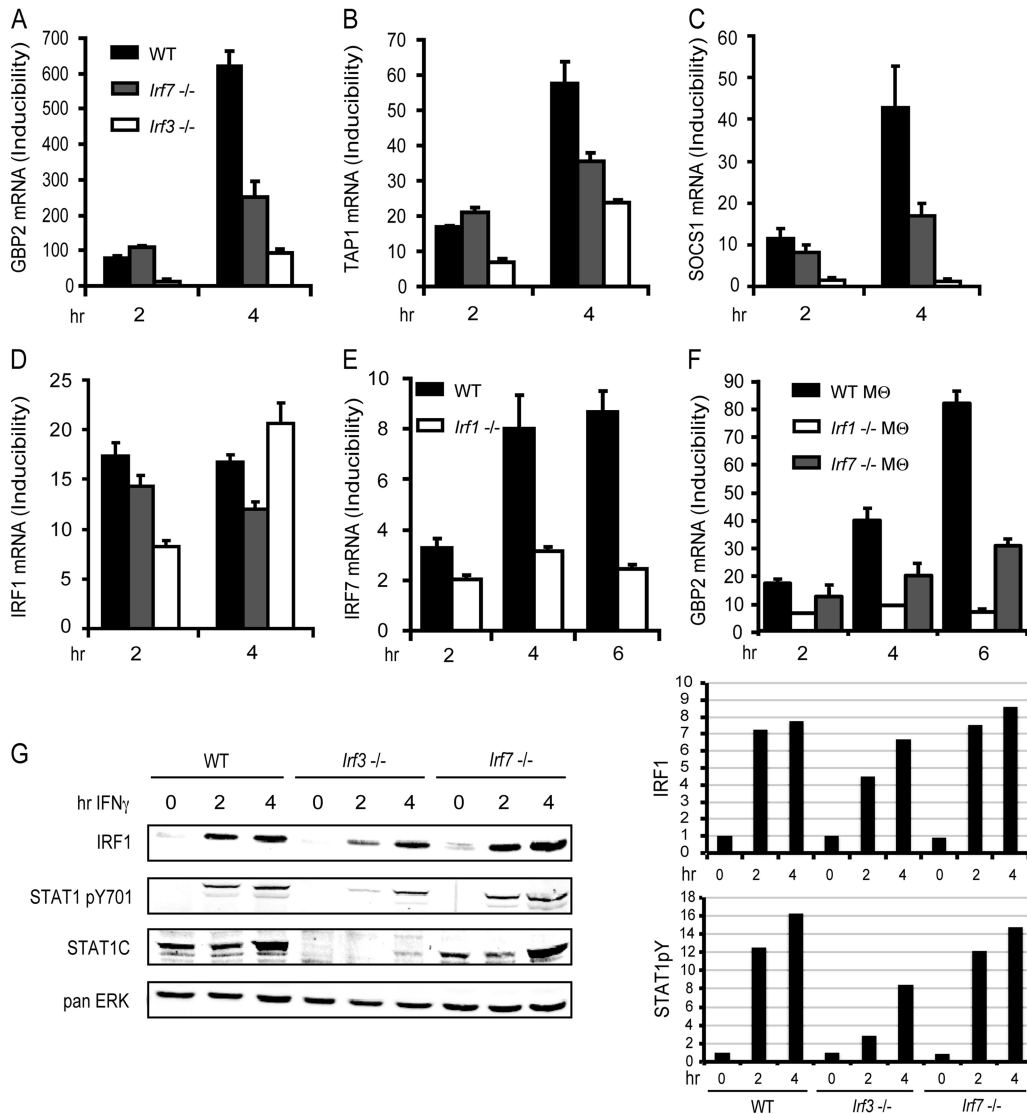 A
GBP2 mRNA (Inducibility)
700
600
500
400
300
200
100
0
WT
Irf7 -/-
Irf3 -/-
hr 2 4
B
TAP1 mRNA (Inducibility)
70
60
50
40
30
20
10
0
hr 2 4
C
SOCS1 mRNA (Inducibility)
60
50
40
30
20
10
0
hr 2 4
D
IRF1 mRNA (Inducibility)
25
20
15
10
5
0
hr 2 4
E
IRF7 mRNA (Inducibility)
10
8
6
4
2
0
WT
Irf1 -/-
hr 2 4 6
F
GBP2 mRNA (Inducibility)
90
80
70
60
50
40
30
20
10
0
WT MΘ
Irf1 -/- MΘ
Irf7 -/- MΘ
hr 2 4 6
G
WT Irf3 -/- Irf7 -/-
hr IFNγ 0 2 4 0 2 4 0 2 4
IRF1
STAT1 pY701
STAT1C
pan ERK
IRF1
10
9
8
7
6
5
4
3
2
1
0
hr 0 2 4 0 2 4 0 2 4
STAT1pY
18
16
14
12
10
8
6
4
2
0
hr 0 2 4 0 2 4 0 2 4
WT Irf3 -/- Irf7 -/-